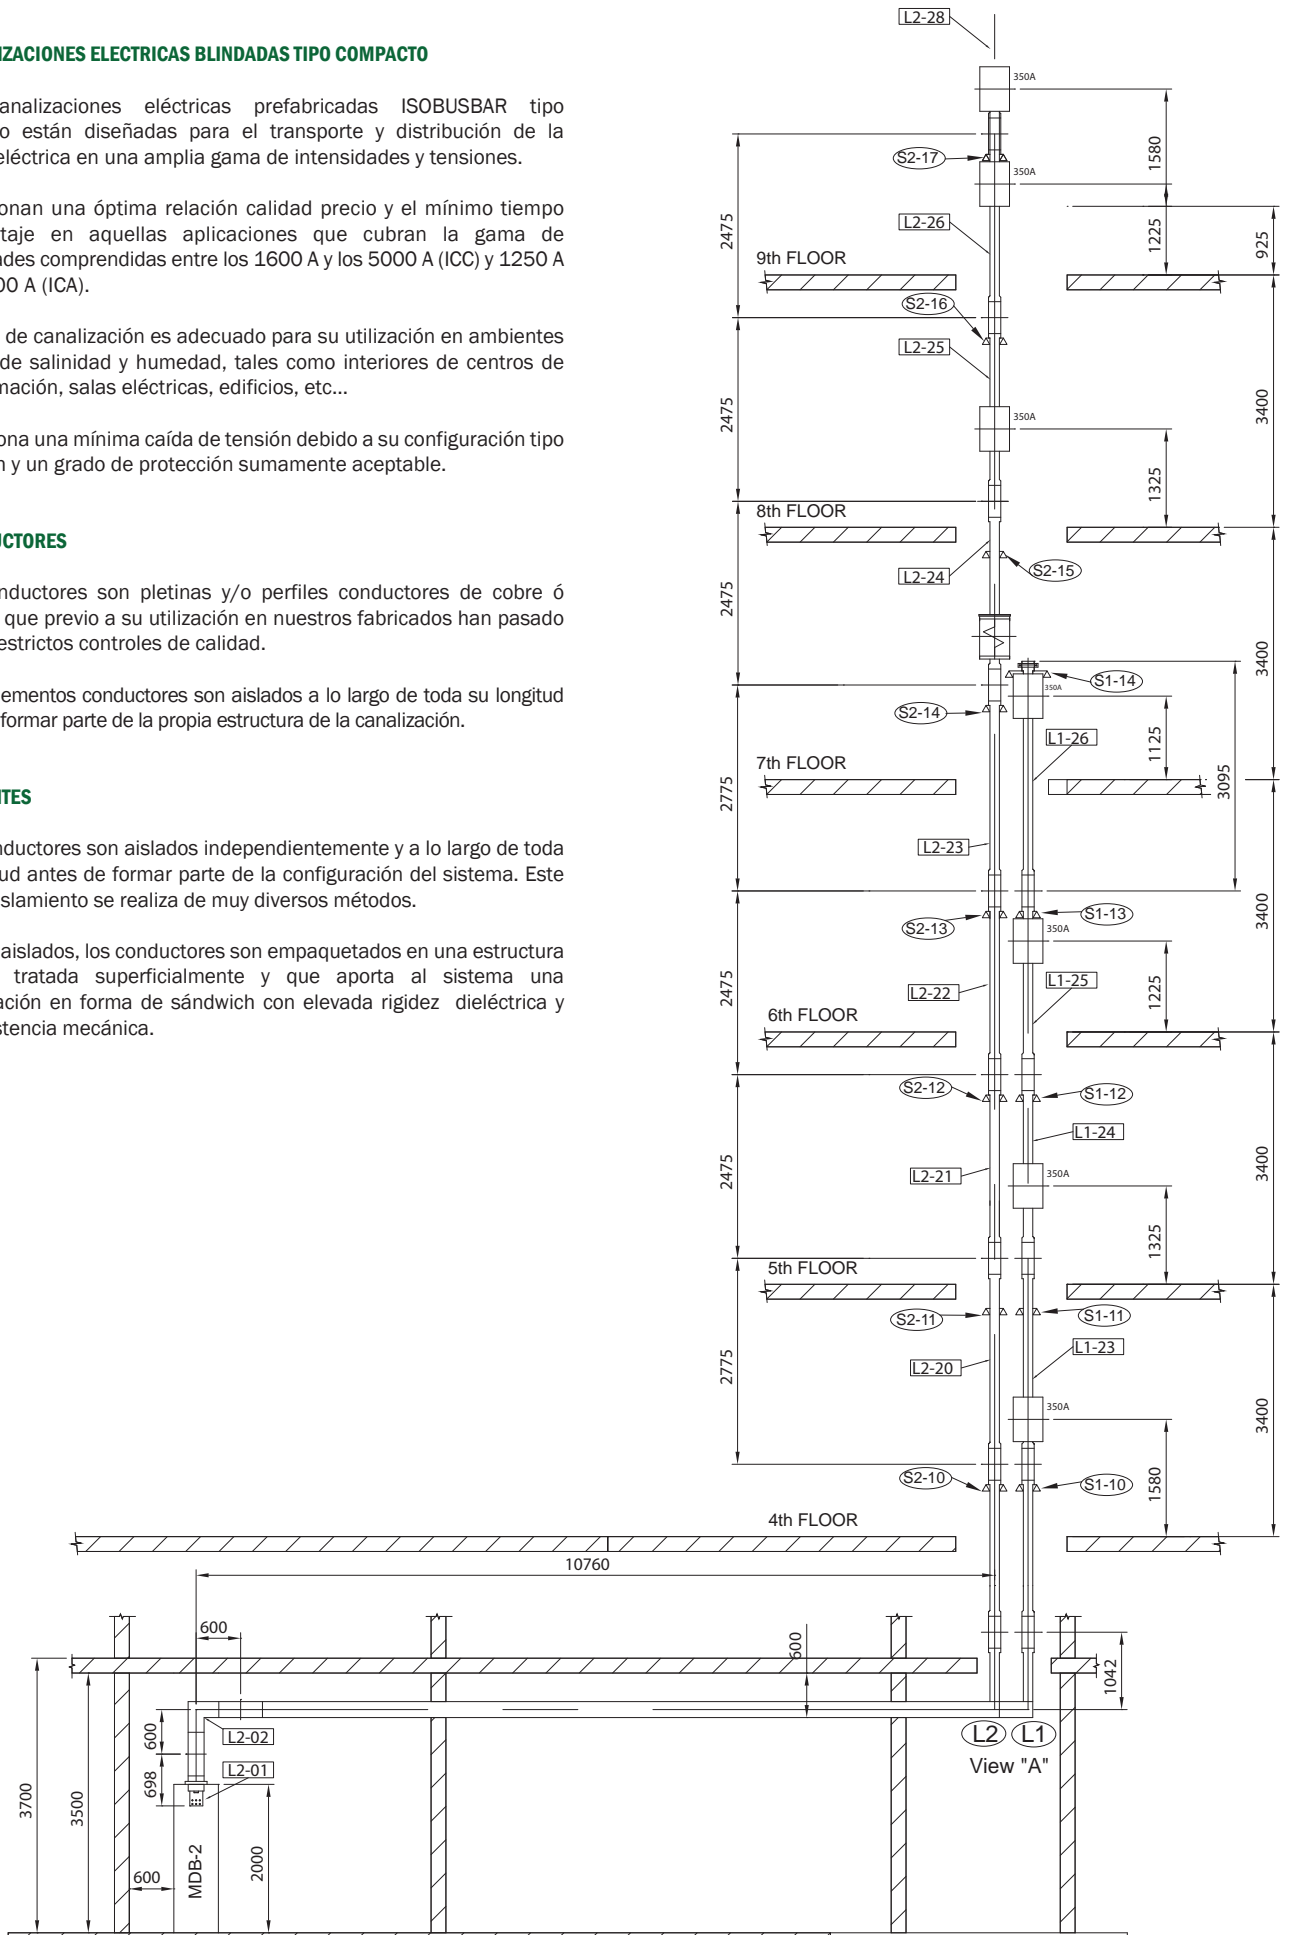 IZACIONES ELECTRICAS BLINDADAS TIPO COMPACTO
analizaciones eléctricas prefabricadas ISOBUSBAR tipo
o están diseñadas para el transporte y distribución de la
eléctrica en una amplia gama de intensidades y tensiones.
onan una óptima relación calidad precio y el mínimo tiempo
taje en aquellas aplicaciones que cubran la gama de
ades comprendidas entre los 1600 A y los 5000 A (ICC) y 1250 A
00 A (ICA).
de canalización es adecuado para su utilización en ambientes
de salinidad y humedad, tales como interiores de centros de
mación, salas eléctricas, edificios, etc...
ona una mínima caída de tensión debido a su configuración tipo
n y un grado de protección sumamente aceptable.
UCTORES
nductores son pletinas y/o perfiles conductores de cobre ó
que previo a su utilización en nuestros fabricados han pasado
estrictos controles de calidad.
lementos conductores son aislados a lo largo de toda su longitud
formar parte de la propia estructura de la canalización.
NTES
nductores son aislados independientemente y a lo largo de toda
ud antes de formar parte de la configuración del sistema. Este
islamiento se realiza de muy diversos métodos.
aislados, los conductores son empaquetados en una estructura
tratada superficialmente y que aporta al sistema una
ación en forma de sándwich con elevada rigidez dieléctrica y
stencia mecánica.
L2-28
350A
1580
S2-17
350A
2475
L2-26
1225
925
9th FLOOR
S2-16
L2-25
2475
350A
3400
1325
8th FLOOR
S2-15
L2-24
2475
3400
S1-14
350A
S2-14
L1-26
1125
7th FLOOR
2775
3095
L2-23
3400
S2-13
S1-13
350A
2475
L2-22
L1-25
1225
6th FLOOR
S2-12
S1-12
L1-24
2475
L2-21
350A
3400
1325
5th FLOOR
S2-11
S1-11
L1-23
2775
L2-20
350A
3400
S2-10
S1-10
1580
4th FLOOR
10760
600
600
1042
600
L2-02
L2 L1
View "A"
698
L2-01
3700
3500
2000
600
MDB-2